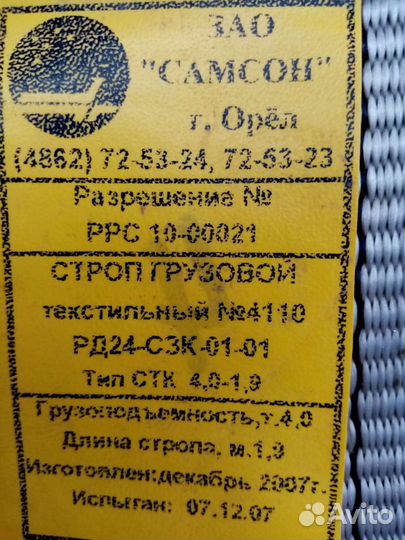 ЗАО
"САМСОН"
г. Орёл
(4862) 72-53-24, 72-53-23
Разрешение №
РРС 10-00021
СТРОП ГРУЗОВОЙ
текстильный №4110
РД24-СЗК-01-01
Тип СТК 4,0-1,9
Грузоподъемность,т.4,0
Длина стропа, м.1,9
Изготовлен:декабрь 2007г.
Испытан: 07.12.07
Avito